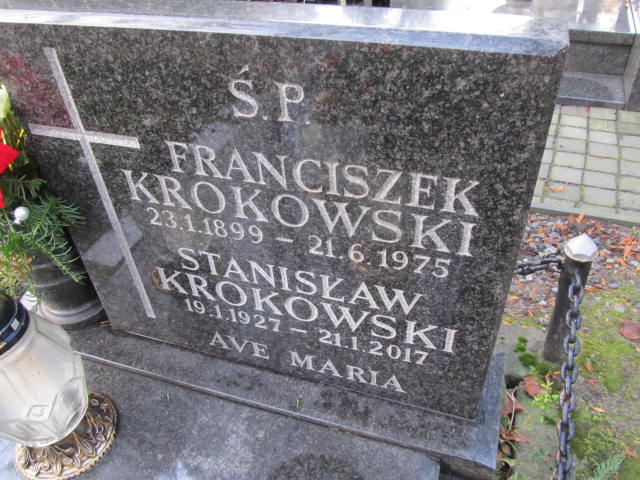 Ś.P.
FRANCISZEK
KROKOWSKI
23.1.1899 – 21.6.1975
STANISŁAW
KROKOWSKI
19.1.1927 – 21.1.2017
AVE MARIA